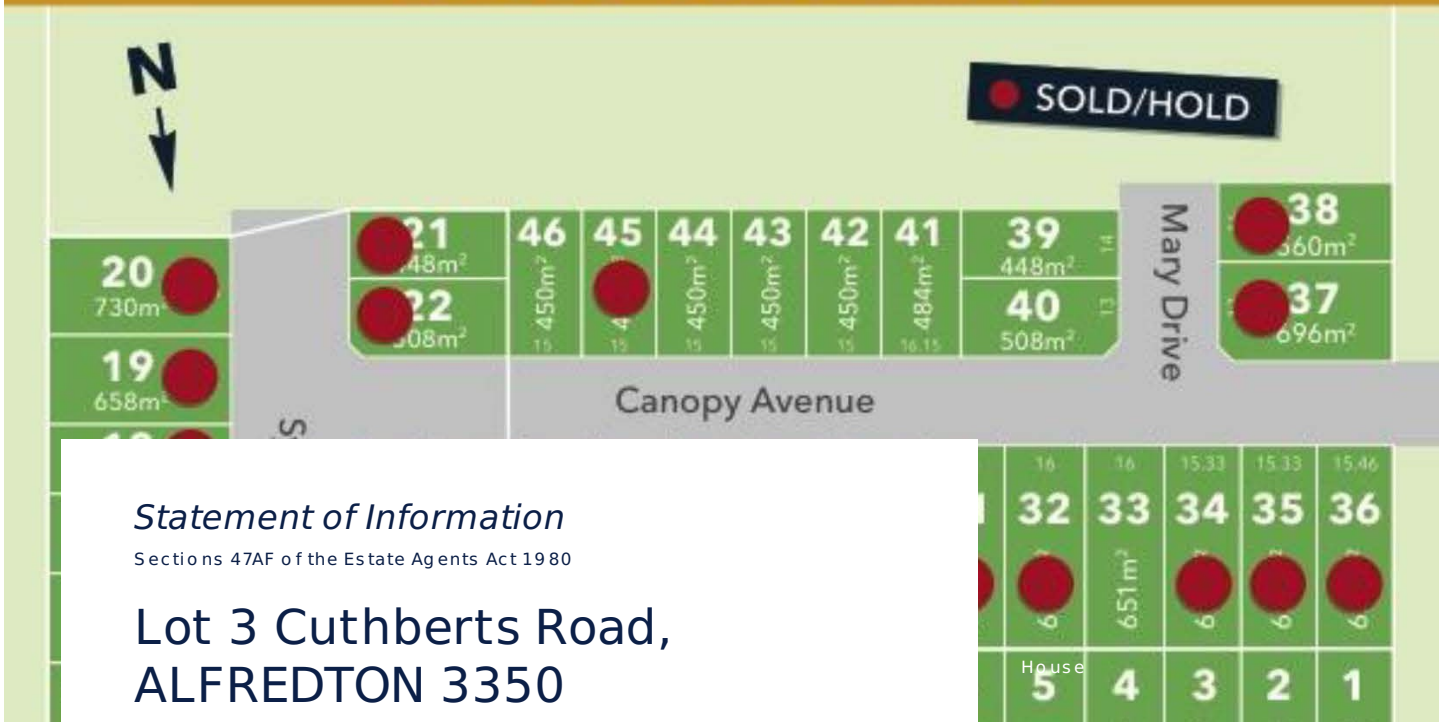 N
SOLD/HOLD
20
730m²
19
658m²
21
48m²
22
08m²
46
450m²
15
45
15
44
450m²
15
43
450m²
15
42
450m²
15
41
484m²
16.15
39
448m²
14
40
508m²
13
Mary Drive
38
560m²
37
696m²
Canopy Avenue
16
32
16
33
651m²
15.33
34
15.33
35
15.46
36
Statement of Information
Sections 47AF of the Estate Agents Act 1980
Lot 3 Cuthberts Road,
ALFREDTON 3350
House
5
4
3
2
1